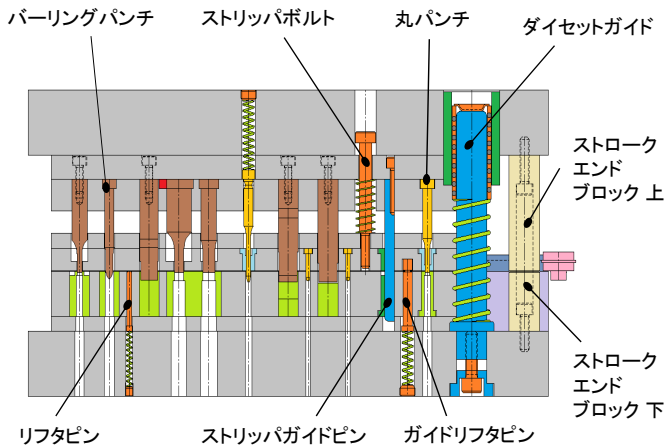 バーリングパンチ
ストリッパボルト
丸パンチ
ダイセットガイド
ストローク
エンド
ブロック 上
ストローク
エンド
ブロック 下
リフタピン
ストリッパガイドピン
ガイドリフタピン